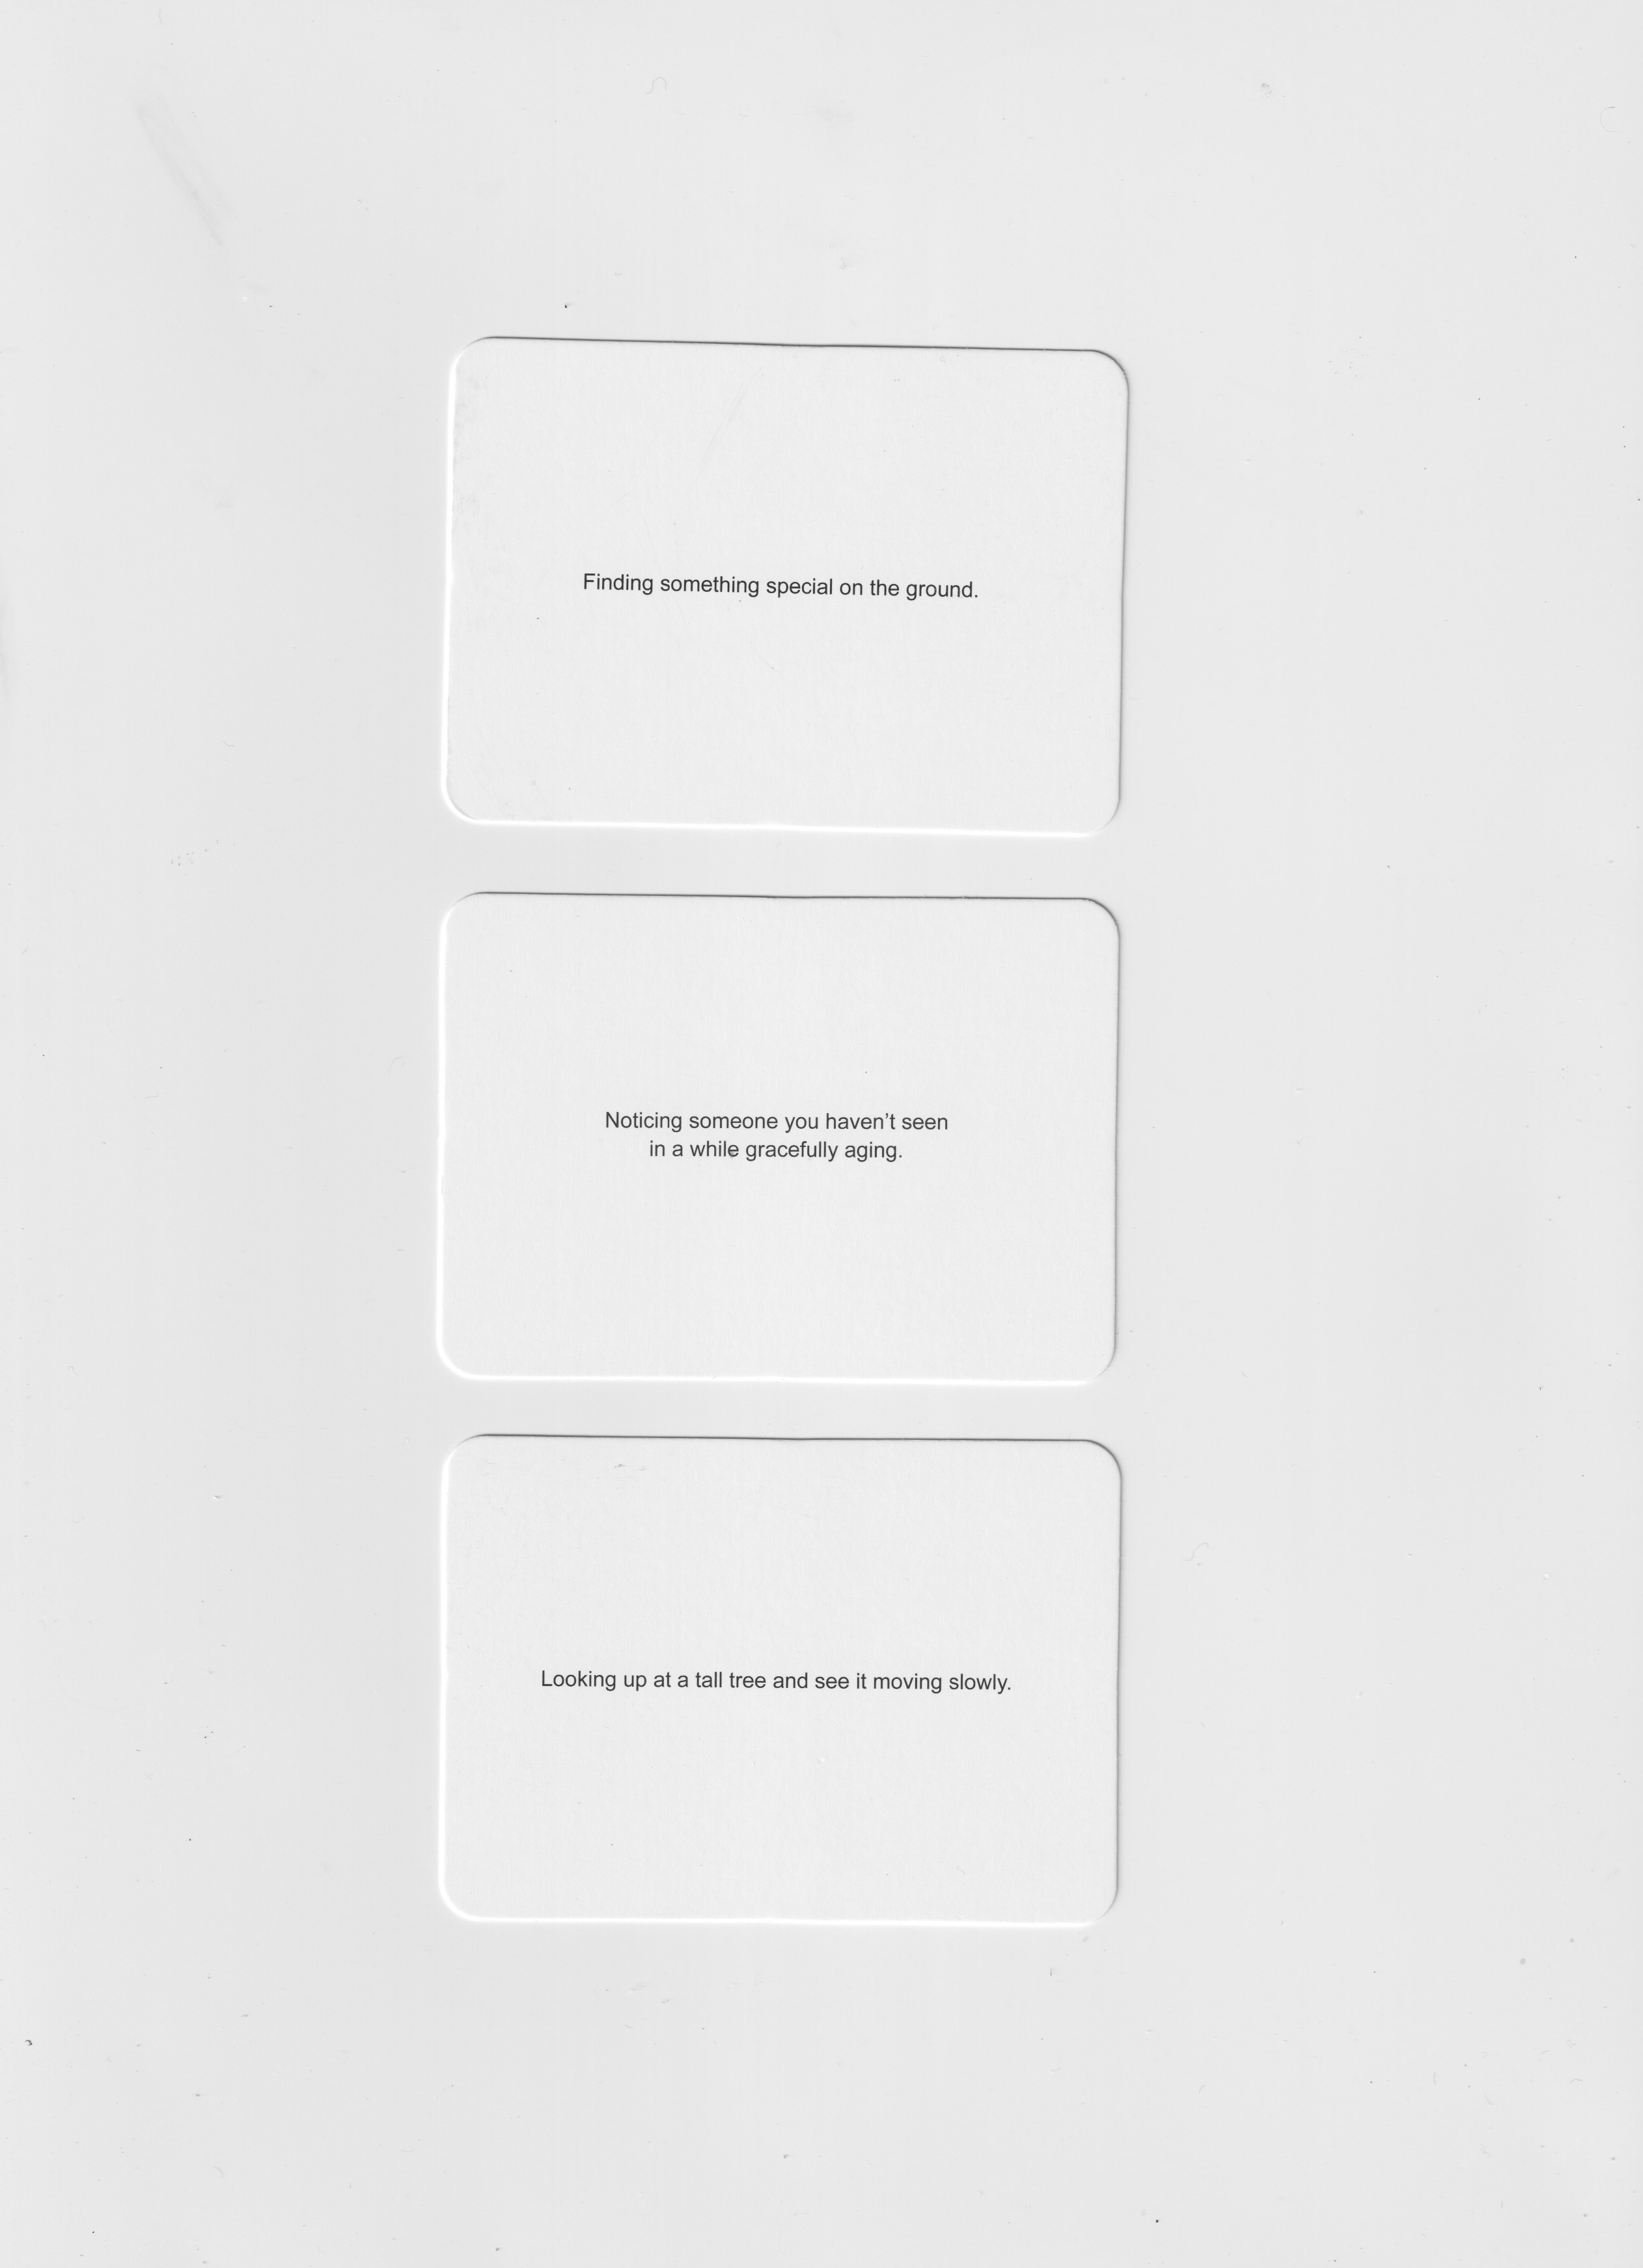 Finding something special on the ground.
Noticing someone you haven’t seen
in a while gracefully aging.
Looking up at a tall tree and see it moving slowly.